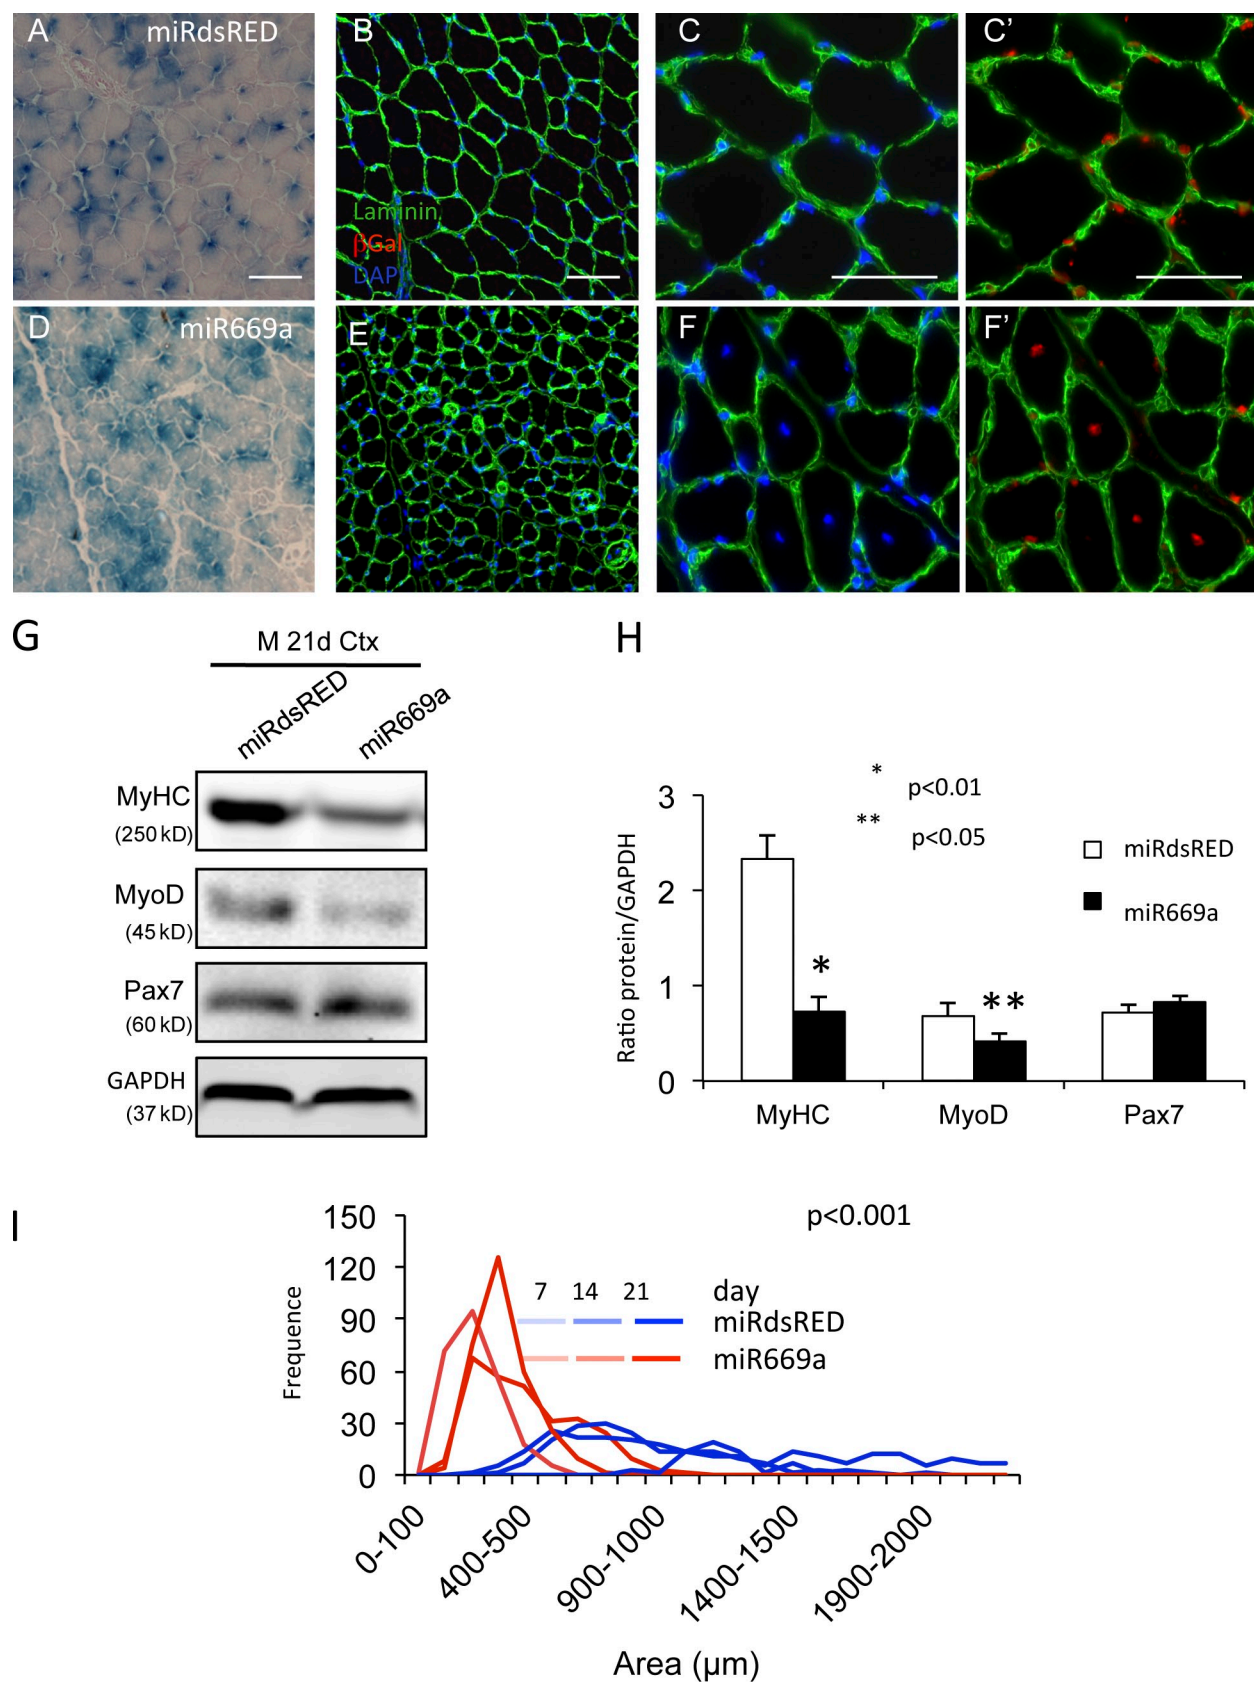 A miRdsRED
B
C
C’
Laminin
βGal
DAPI
D miR669a
E
F
F’
G
M 21d Ctx
miRdsRED
miR669a
MyHC
(250 kD)
MyoD
(45 kD)
Pax7
(60 kD)
GAPDH
(37 kD)
H
*
p<0.01
**
p<0.05
miRdsRED
miR669a
Ratio protein/GAPDH
3
2
1
0
*
**
MyHC MyoD Pax7
I
p<0.001
Frequence
150
120
90
60
30
0
7 14 21 day
miRdsRED
miR669a
0-100 400-500 900-1000 1400-1500 1900-2000
Area (µm)